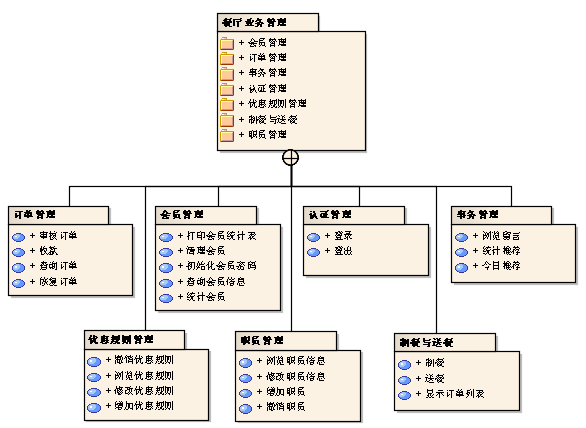 餐厅业务管理
+ 会员管理
+ 订单管理
+ 事务管理
+ 认证管理
+ 优惠规则管理
+ 制餐与送餐
+ 职员管理
订单管理
+ 审核订单
+ 收款
+ 查询订单
+ 恢复订单
会员管理
+ 打印会员统计表
+ 清理会员
+ 初始化会员密码
+ 查询会员信息
+ 统计会员
认证管理
+ 登录
+ 登出
事务管理
+ 浏览留言
+ 统计推荐
+ 今日推荐
优惠规则管理
+ 撤销优惠规则
+ 浏览优惠规则
+ 修改优惠规则
+ 增加优惠规则
职员管理
+ 浏览职员信息
+ 修改职员信息
+ 增加职员
+ 撤销职员
制餐与送餐
+ 制餐
+ 送餐
+ 显示订单列表